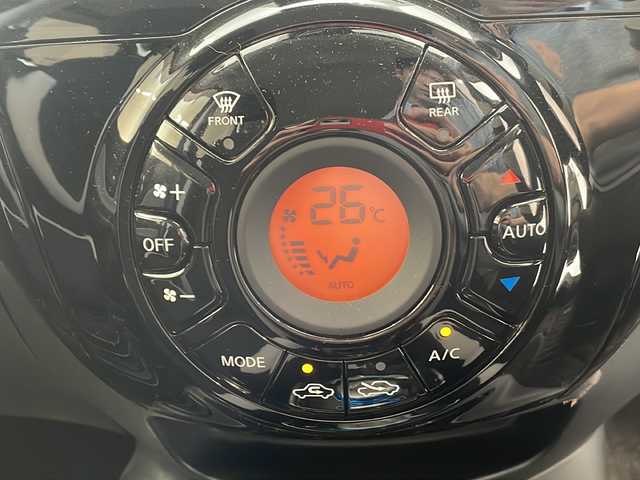 FRONT
REAR
26°C
+
OFF
AUTO
−
AUTO
MODE
A/C